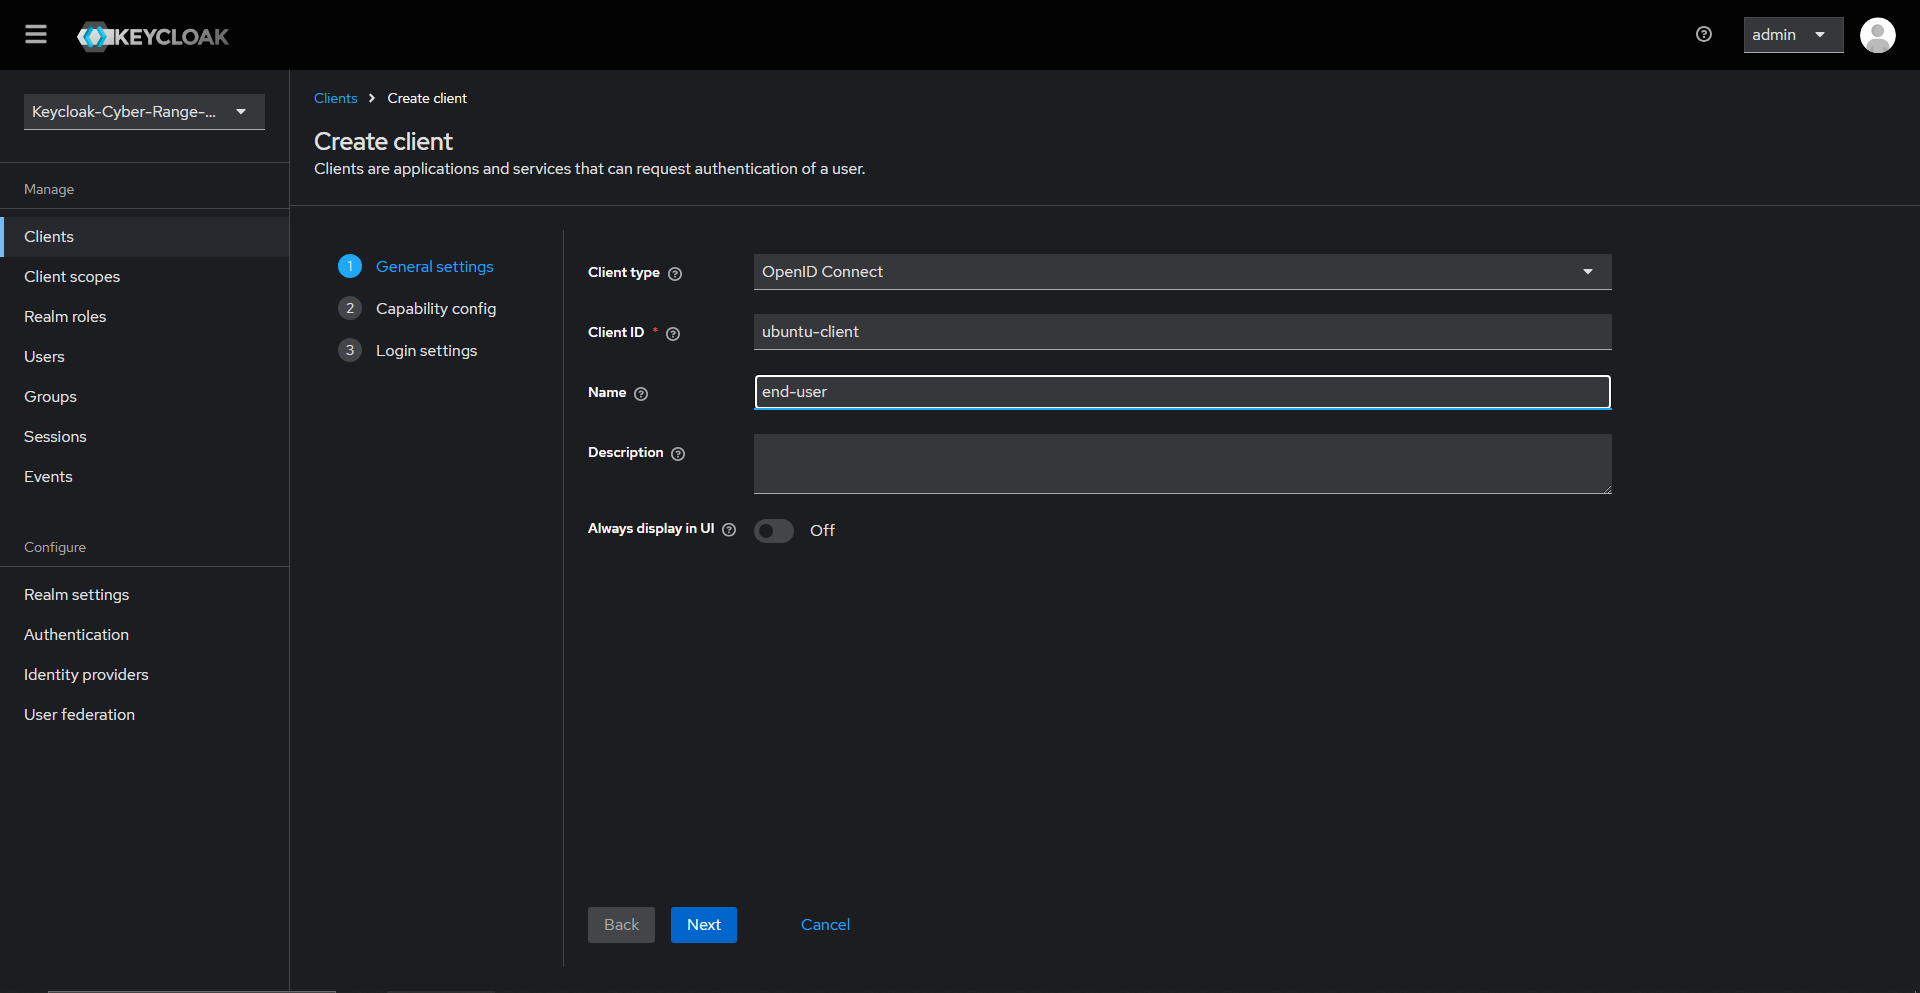 KEYCLOAK
admin
Keycloak-Cyber-Range-...
Manage
Clients
Client scopes
Realm roles
Users
Groups
Sessions
Events
Configure
Realm settings
Authentication
Identity providers
User federation
Clients > Create client
Create client
Clients are applications and services that can request authentication of a user.
1 General settings
2 Capability config
3 Login settings
Client type OpenID Connect
Client ID * ubuntu-client
Name end-user
Description
Always display in UI Off
Back Next Cancel